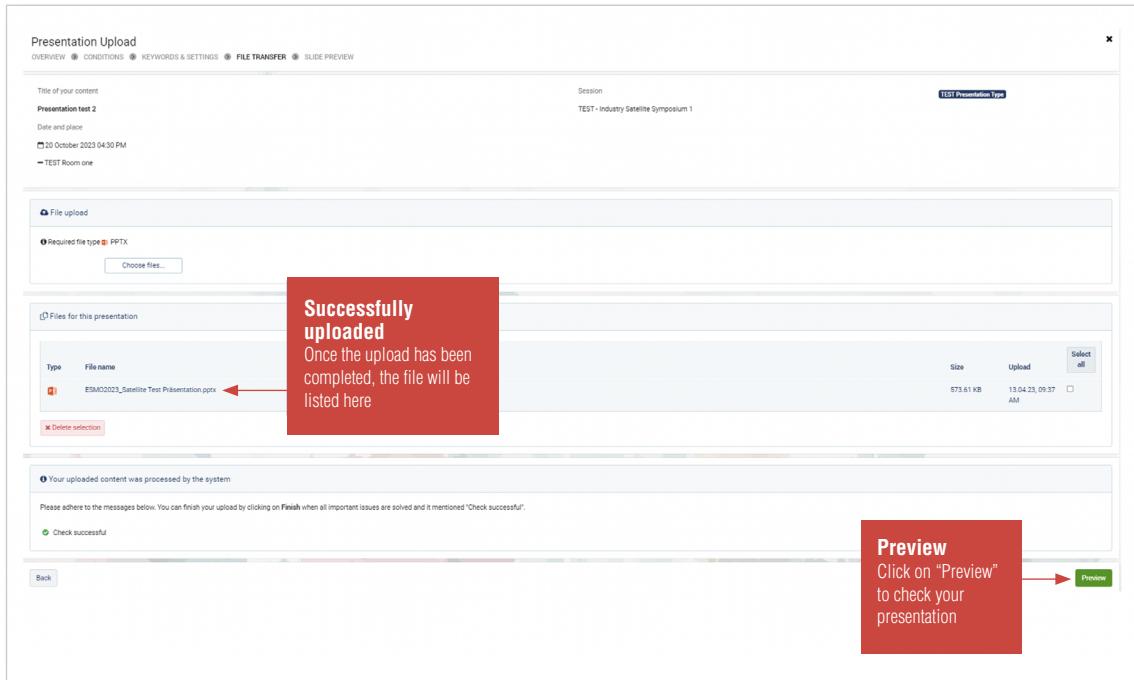 Presentation Upload
OVERVIEW CONDITIONS KEYWORDS & SETTINGS FILE TRANSFER SLIDE PREVIEW
Title of your content
Session
TEST Presentation Type
Presentation test 2
TEST - Industry Satellite Symposium 1
Date and place
20 October 2023 04:30 PM
TEST Room one
File upload
Required file type PPTX
Choose files...
Successfully
uploaded
Once the upload has been
completed, the file will be
listed here
Files for this presentation
Type File name Size Upload Select all
ESMO2023_Satellite Test Präsentation.pptx 573.61 KB 13.04.23, 09:37
AM
Delete selection
Your uploaded content was processed by the system
Please adhere to the messages below. You can finish your upload by clicking on Finish when all important issues are solved and it mentioned "Check successful".
Check successful
Preview
Click on “Preview”
to check your
presentation
Back
Preview